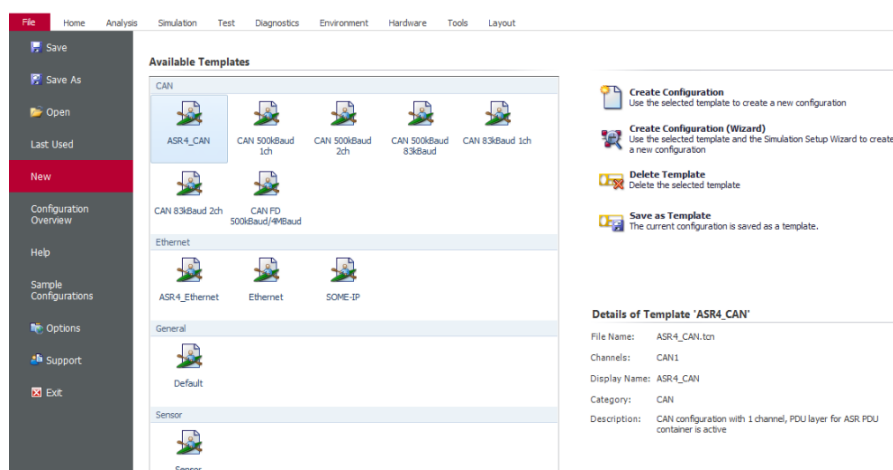 File Home Analysis Simulation Test Diagnostics Environment Hardware Tools Layout
Save
Save As
Open
Last Used
New
Configuration
Overview
Help
Sample
Configurations
Options
Support
Exit
Available Templates
CAN
ASR4_CAN
CAN 500kBaud
1ch
CAN 500kBaud
2ch
CAN 500kBaud
83kBaud
CAN 83kBaud 1ch
CAN 83kBaud 2ch
CAN FD
500kBaud/4MBaud
Ethernet
ASR4_Ethernet
Ethernet
SOME-IP
General
Default
Sensor
Sensor
Create Configuration
Use the selected template to create a new configuration
Create Configuration (Wizard)
Use the selected template and the Simulation Setup Wizard to create
a new configuration
Delete Template
Delete the selected template
Save as Template
The current configuration is saved as a template.
Details of Template 'ASR4_CAN'
File Name: ASR4_CAN.tcn
Channels: CAN1
Display Name: ASR4_CAN
Category: CAN
Description: CAN configuration with 1 channel, PDU layer for ASR PDU
container is active